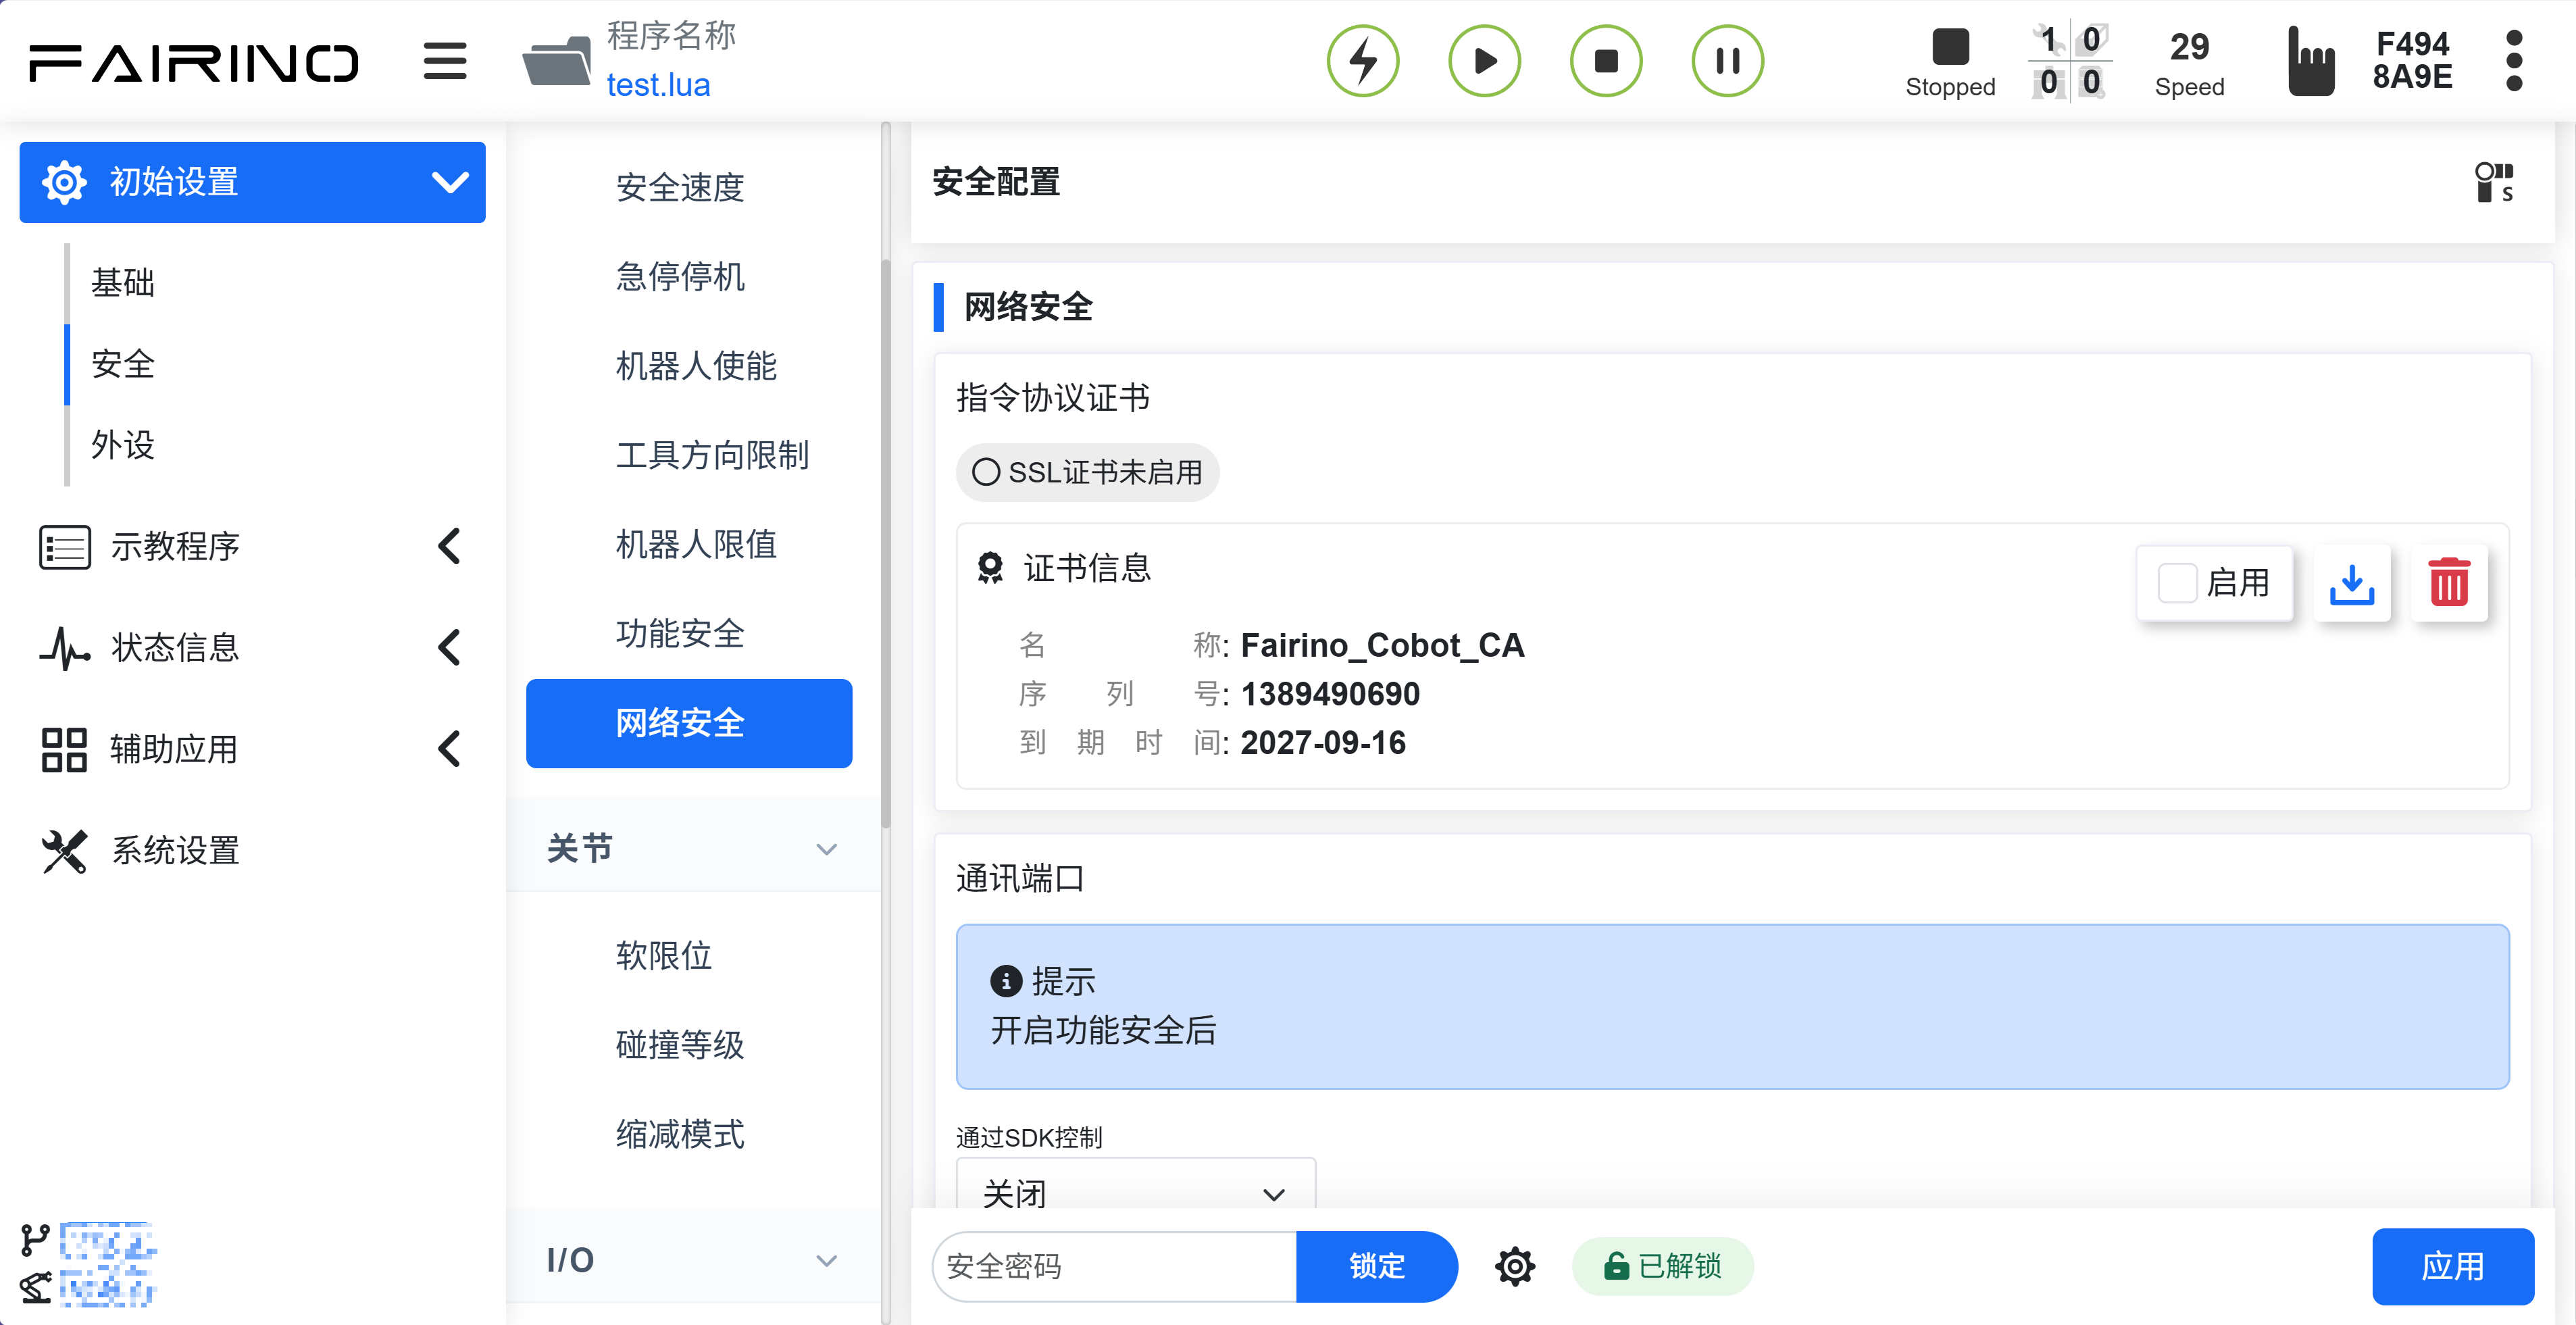 FAIRINO
程序名称
test.lua
Stopped
1 0
0 0
29
Speed
F494
8A9E
初始设置
基础
安全
外设
示教程序
状态信息
辅助应用
系统设置
安全速度
急停停机
机器人使能
工具方向限制
机器人限值
功能安全
网络安全
关节
软限位
碰撞等级
缩减模式
I/O
安全配置
S
网络安全
指令协议证书
SSL证书未启用
证书信息
启用
名称: Fairino_Cobot_CA
序列号: 1389490690
到期时间: 2027-09-16
通讯端口
提示
开启功能安全后
通过SDK控制
关闭
安全密码
锁定
已解锁
应用